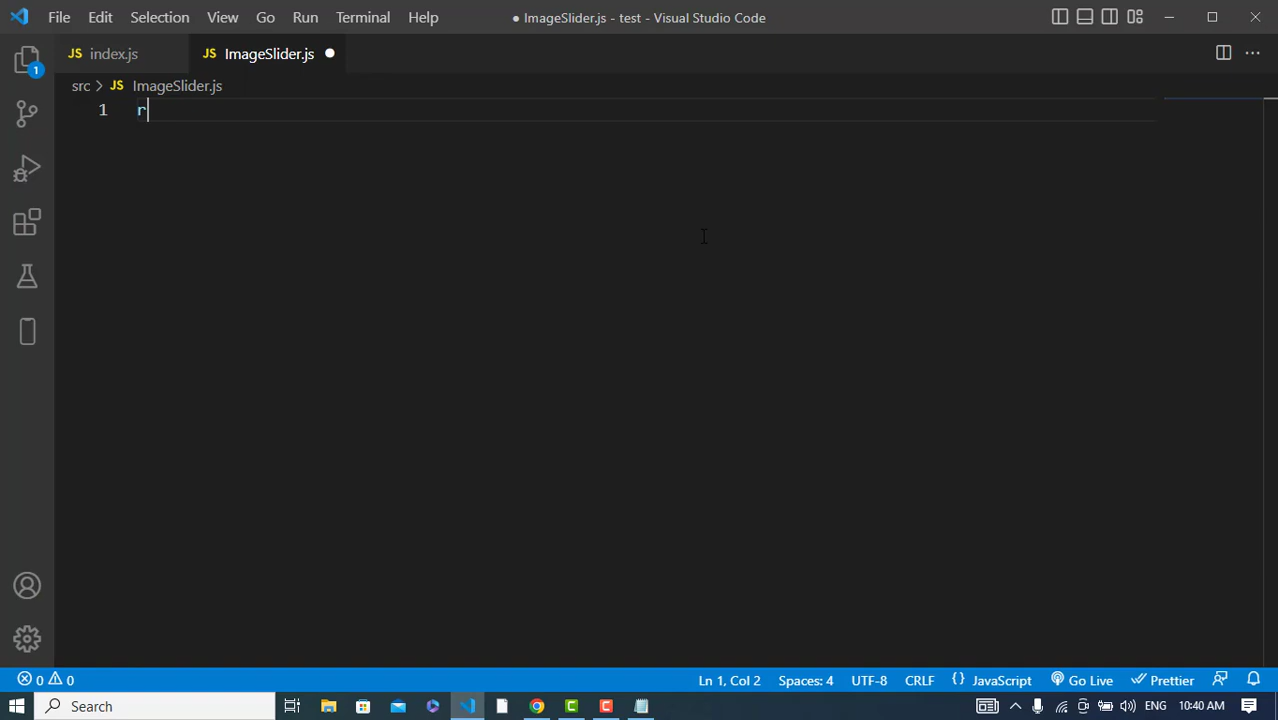 File Edit Selection View Go Run Terminal Help
● ImageSlider.js - test - Visual Studio Code
JS index.js
JS ImageSlider.js ●
1
src > JS ImageSlider.js
1 r
0 0
Ln 1, Col 2
Spaces: 4
UTF-8
CRLF
{ } JavaScript
Go Live
Prettier
Search
ENG
10:40 AM